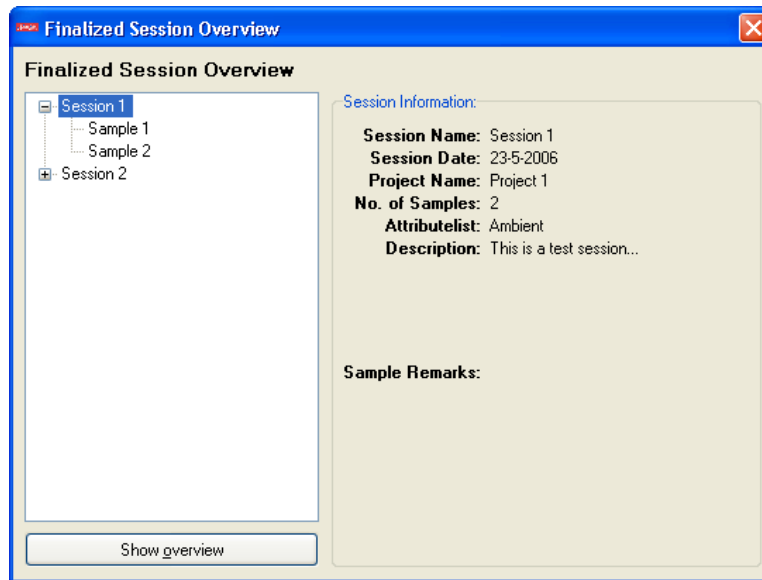 Finalized Session Overview
Finalized Session Overview
Session 1
Sample 1
Sample 2
Session 2
Show overview
Session Information:
Session Name: Session 1
Session Date: 23-5-2006
Project Name: Project 1
No. of Samples: 2
Attributelist: Ambient
Description: This is a test session...
Sample Remarks: